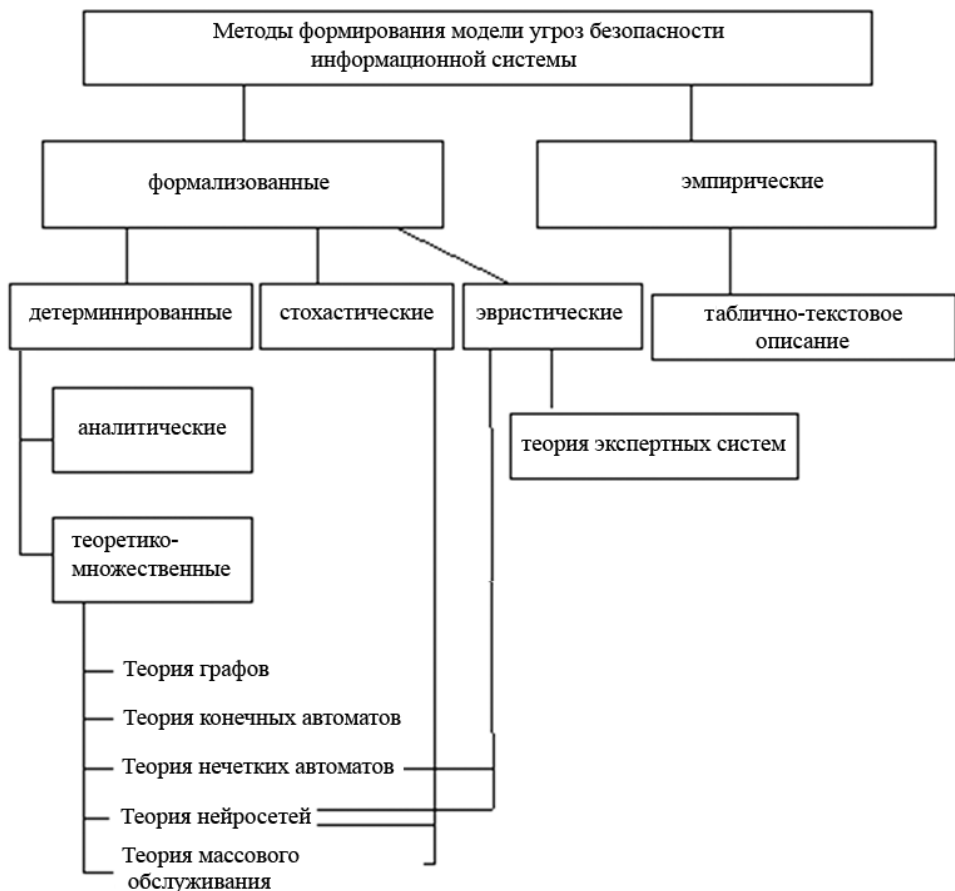 Методы формирования модели угроз безопасности
информационной системы
формализованные
эмпирические
детерминированные
стохастические
эвристические
таблично-текстовое
описание
аналитические
теория экспертных систем
теоретико-
множественные
Теория графов
Теория конечных автоматов
Теория нечетких автоматов
Теория нейросетей
Теория массового
обслуживания